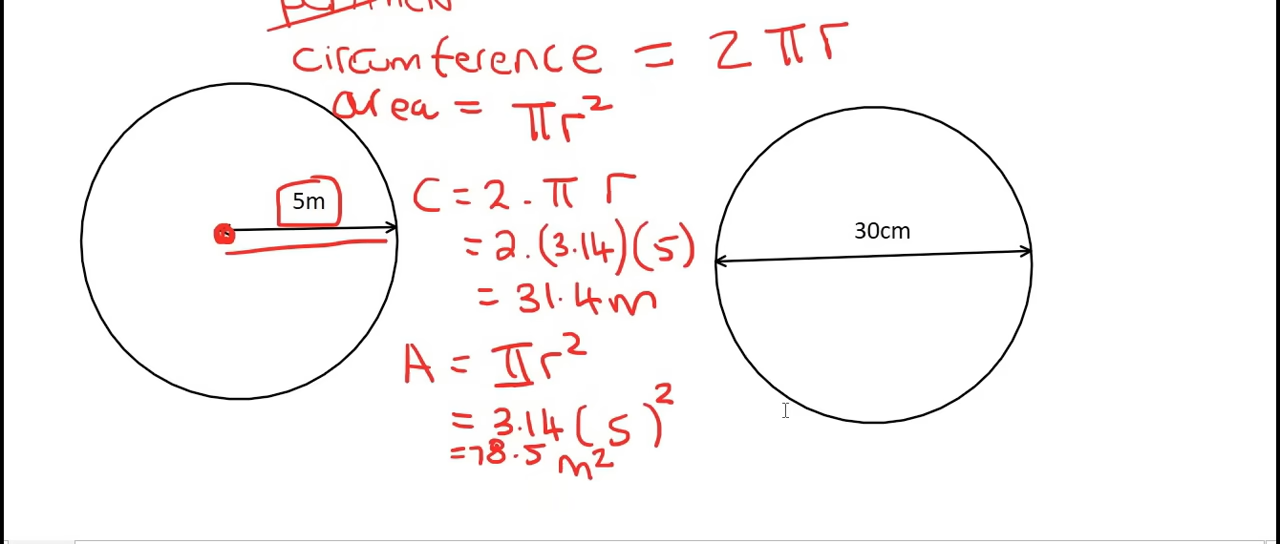 circumference = 2πr
area = πr²
5m
C = 2 . π r
= 2.(3.14)(5)
= 31.4m
A = πr²
= 3.14(5)²
=78.5 m²
30cm